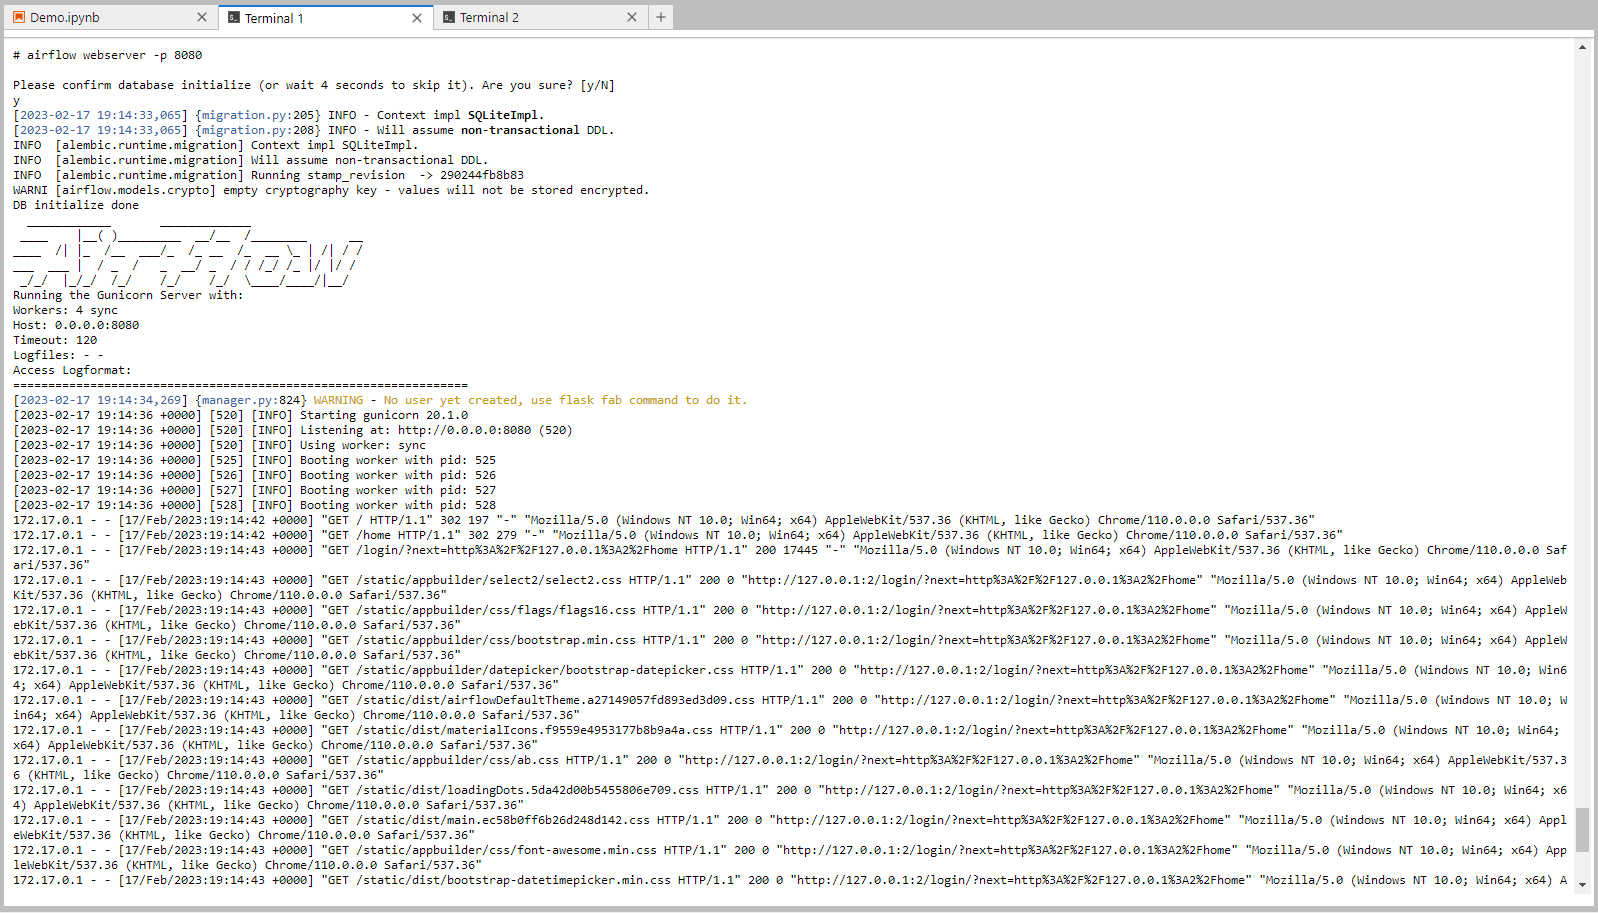 Demo.ipynb
Terminal 1
Terminal 2
# airflow webserver -p 8080
Please confirm database initialize (or wait 4 seconds to skip it). Are you sure? [y/N]
y
[2023-02-17 19:14:33,065] {migration.py:205} INFO - Context impl SQLiteImpl.
[2023-02-17 19:14:33,065] {migration.py:208} INFO - Will assume non-transactional DDL.
INFO  [alembic.runtime.migration] Context impl SQLiteImpl.
INFO  [alembic.runtime.migration] Will assume non-transactional DDL.
INFO  [alembic.runtime.migration] Running stamp_revision  -> 290244fb8b83
WARNI [airflow.models.crypto] empty cryptography key - values will not be stored encrypted.
DB initialize done
  ____________       _____________
 ____    |__( )_________  __/__  /________      __
____  /| |_  /__  ___/_  /_ __  /_  __ \_ | /| / /
___  ___ |  / _  /   _  __/ _  / / /_/ /_ |/ |/ /
 _/_/  |_/_/  /_/    /_/    /_/  \____/____/|__/
Running the Gunicorn Server with:
Workers: 4 sync
Host: 0.0.0.0:8080
Timeout: 120
Logfiles: - -
Access Logformat:
=================================================================
[2023-02-17 19:14:34,269] {manager.py:824} WARNING - No user yet created, use flask fab command to do it.
[2023-02-17 19:14:36 +0000] [520] [INFO] Starting gunicorn 20.1.0
[2023-02-17 19:14:36 +0000] [520] [INFO] Listening at: http://0.0.0.0:8080 (520)
[2023-02-17 19:14:36 +0000] [520] [INFO] Using worker: sync
[2023-02-17 19:14:36 +0000] [525] [INFO] Booting worker with pid: 525
[2023-02-17 19:14:36 +0000] [526] [INFO] Booting worker with pid: 526
[2023-02-17 19:14:36 +0000] [527] [INFO] Booting worker with pid: 527
[2023-02-17 19:14:36 +0000] [528] [INFO] Booting worker with pid: 528
172.17.0.1 - - [17/Feb/2023:19:14:42 +0000] "GET / HTTP/1.1" 302 197 "-" "Mozilla/5.0 (Windows NT 10.0; Win64; x64) AppleWebKit/537.36 (KHTML, like Gecko) Chrome/110.0.0.0 Safari/537.36"
172.17.0.1 - - [17/Feb/2023:19:14:42 +0000] "GET /home HTTP/1.1" 302 279 "-" "Mozilla/5.0 (Windows NT 10.0; Win64; x64) AppleWebKit/537.36 (KHTML, like Gecko) Chrome/110.0.0.0 Safari/537.36"
172.17.0.1 - - [17/Feb/2023:19:14:43 +0000] "GET /login/?next=http%3A%2F%2F127.0.0.1%3A2%2Fhome HTTP/1.1" 200 17445 "-" "Mozilla/5.0 (Windows NT 10.0; Win64; x64) AppleWebKit/537.36 (KHTML, like Gecko) Chrome/110.0.0.0 Saf
ari/537.36"
172.17.0.1 - - [17/Feb/2023:19:14:43 +0000] "GET /static/appbuilder/select2/select2.css HTTP/1.1" 200 0 "http://127.0.0.1:2/login/?next=http%3A%2F%2F127.0.0.1%3A2%2Fhome" "Mozilla/5.0 (Windows NT 10.0; Win64; x64) AppleWeb
Kit/537.36 (KHTML, like Gecko) Chrome/110.0.0.0 Safari/537.36"
172.17.0.1 - - [17/Feb/2023:19:14:43 +0000] "GET /static/appbuilder/css/flags/flags16.css HTTP/1.1" 200 0 "http://127.0.0.1:2/login/?next=http%3A%2F%2F127.0.0.1%3A2%2Fhome" "Mozilla/5.0 (Windows NT 10.0; Win64; x64) AppleW
ebKit/537.36 (KHTML, like Gecko) Chrome/110.0.0.0 Safari/537.36"
172.17.0.1 - - [17/Feb/2023:19:14:43 +0000] "GET /static/appbuilder/css/bootstrap.min.css HTTP/1.1" 200 0 "http://127.0.0.1:2/login/?next=http%3A%2F%2F127.0.0.1%3A2%2Fhome" "Mozilla/5.0 (Windows NT 10.0; Win64; x64) AppleW
ebKit/537.36 (KHTML, like Gecko) Chrome/110.0.0.0 Safari/537.36"
172.17.0.1 - - [17/Feb/2023:19:14:43 +0000] "GET /static/appbuilder/datepicker/bootstrap-datepicker.css HTTP/1.1" 200 0 "http://127.0.0.1:2/login/?next=http%3A%2F%2F127.0.0.1%3A2%2Fhome" "Mozilla/5.0 (Windows NT 10.0; Win6
4; x64) AppleWebKit/537.36 (KHTML, like Gecko) Chrome/110.0.0.0 Safari/537.36"
172.17.0.1 - - [17/Feb/2023:19:14:43 +0000] "GET /static/dist/airflowDefaultTheme.a27149057fd893ed3d09.css HTTP/1.1" 200 0 "http://127.0.0.1:2/login/?next=http%3A%2F%2F127.0.0.1%3A2%2Fhome" "Mozilla/5.0 (Windows NT 10.0; W
in64; x64) AppleWebKit/537.36 (KHTML, like Gecko) Chrome/110.0.0.0 Safari/537.36"
172.17.0.1 - - [17/Feb/2023:19:14:43 +0000] "GET /static/dist/materialIcons.f9559e4953177b8b9a4a.css HTTP/1.1" 200 0 "http://127.0.0.1:2/login/?next=http%3A%2F%2F127.0.0.1%3A2%2Fhome" "Mozilla/5.0 (Windows NT 10.0; Win64;
x64) AppleWebKit/537.36 (KHTML, like Gecko) Chrome/110.0.0.0 Safari/537.36"
172.17.0.1 - - [17/Feb/2023:19:14:43 +0000] "GET /static/appbuilder/css/ab.css HTTP/1.1" 200 0 "http://127.0.0.1:2/login/?next=http%3A%2F%2F127.0.0.1%3A2%2Fhome" "Mozilla/5.0 (Windows NT 10.0; Win64; x64) AppleWebKit/537.3
6 (KHTML, like Gecko) Chrome/110.0.0.0 Safari/537.36"
172.17.0.1 - - [17/Feb/2023:19:14:43 +0000] "GET /static/dist/loadingDots.5da42d00b5455806e709.css HTTP/1.1" 200 0 "http://127.0.0.1:2/login/?next=http%3A%2F%2F127.0.0.1%3A2%2Fhome" "Mozilla/5.0 (Windows NT 10.0; Win64; x6
4) AppleWebKit/537.36 (KHTML, like Gecko) Chrome/110.0.0.0 Safari/537.36"
172.17.0.1 - - [17/Feb/2023:19:14:43 +0000] "GET /static/dist/main.ec58b0ff6b26d248d142.css HTTP/1.1" 200 0 "http://127.0.0.1:2/login/?next=http%3A%2F%2F127.0.0.1%3A2%2Fhome" "Mozilla/5.0 (Windows NT 10.0; Win64; x64) Appl
eWebKit/537.36 (KHTML, like Gecko) Chrome/110.0.0.0 Safari/537.36"
172.17.0.1 - - [17/Feb/2023:19:14:43 +0000] "GET /static/appbuilder/css/font-awesome.min.css HTTP/1.1" 200 0 "http://127.0.0.1:2/login/?next=http%3A%2F%2F127.0.0.1%3A2%2Fhome" "Mozilla/5.0 (Windows NT 10.0; Win64; x64) App
leWebKit/537.36 (KHTML, like Gecko) Chrome/110.0.0.0 Safari/537.36"
172.17.0.1 - - [17/Feb/2023:19:14:43 +0000] "GET /static/dist/bootstrap-datetimepicker.min.css HTTP/1.1" 200 0 "http://127.0.0.1:2/login/?next=http%3A%2F%2F127.0.0.1%3A2%2Fhome" "Mozilla/5.0 (Windows NT 10.0; Win64; x64) A